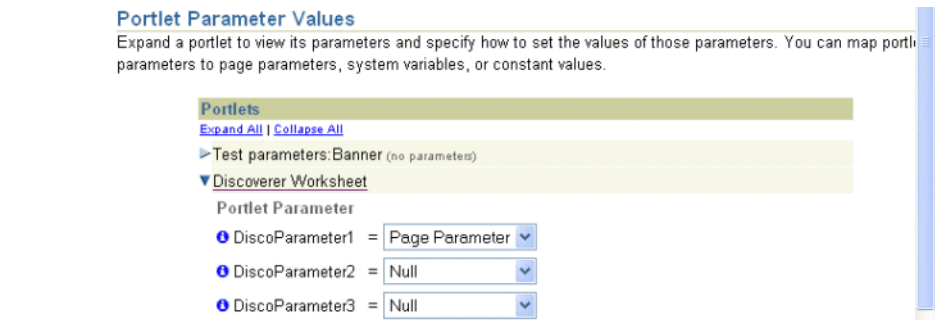 Portlet Parameter Values
Expand a portlet to view its parameters and specify how to set the values of those parameters. You can map
parameters to page parameters, system variables, or constant values.
Portlets
Expand All | Collapse All
Test parameters:Banner (no parameters)
Discoverer Worksheet
Portlet Parameter
DiscoParameter1 = Page Parameter
DiscoParameter2 = Null
DiscoParameter3 = Null